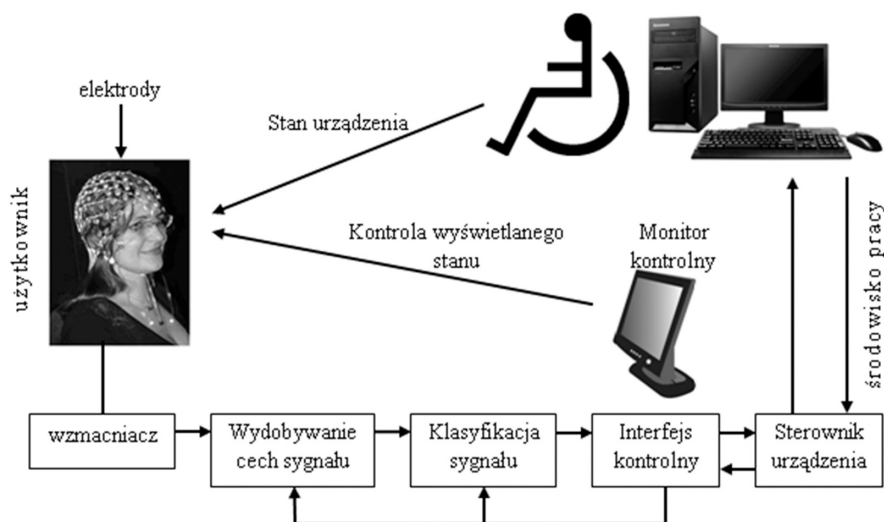 elektrody
Stan urządzenia
użytkownik
Kontrola wyświetlanego
stanu
Monitor
kontrolny
środowisko pracy
wzmacniacz
Wydobywanie
cech sygnału
Klasyfikacja
sygnału
Interfejs
kontrolny
Sterownik
urządzenia